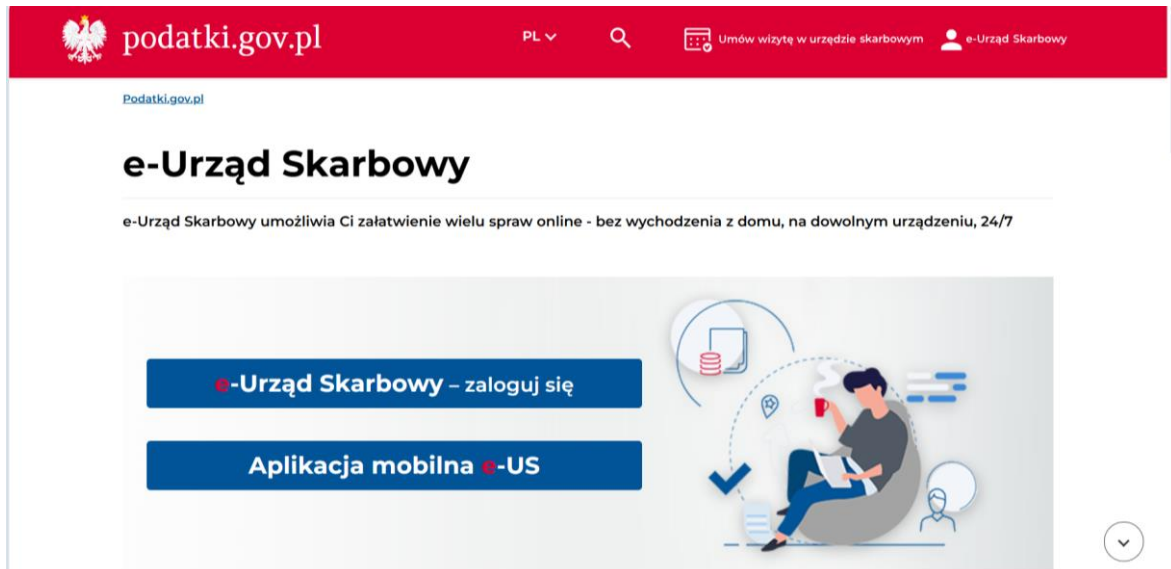 podatki.gov.pl
PL
Umów wizytę w urzędzie skarbowym
e-Urząd Skarbowy
Podatki.gov.pl
e-Urząd Skarbowy
e-Urząd Skarbowy umożliwia Ci załatwienie wielu spraw online - bez wychodzenia z domu, na dowolnym urządzeniu, 24/7
e-Urząd Skarbowy – zaloguj się
Aplikacja mobilna e-US